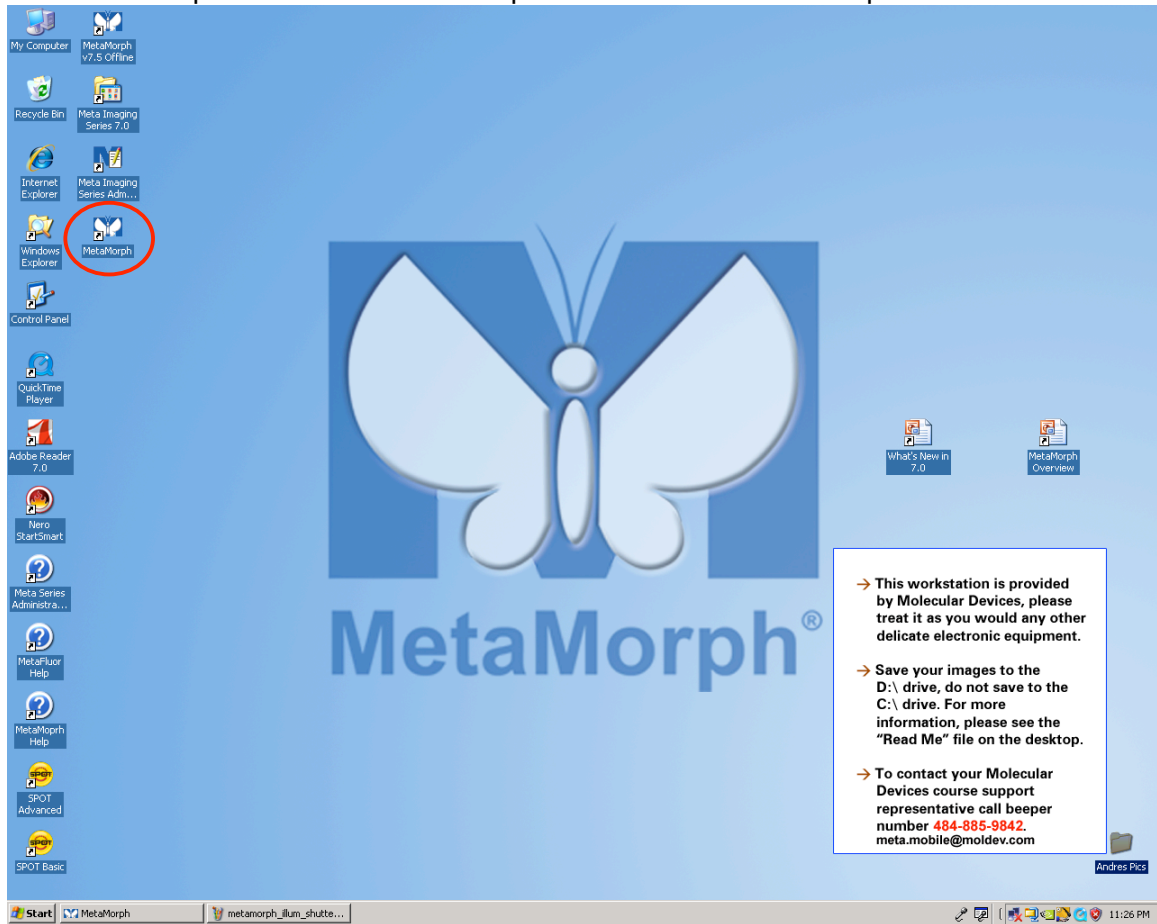 My Computer
MetaMorph
v7.5 Offline
Recycle Bin
Meta Imaging
Series 7.0
Internet
Explorer
Meta Imaging
Series Adm...
Windows
Explorer
MetaMorph
Control Panel
QuickTime
Player
Adobe Reader
7.0
Nero
StartSmart
Meta Series
Administra...
MetaFluor
Help
MetaMoprh
Help
SPOT
Advanced
SPOT Basic
MetaMorph®
What's New in
7.0
MetaMorph
Overview
→ This workstation is provided
by Molecular Devices, please
treat it as you would any other
delicate electronic equipment.
→ Save your images to the
D:\ drive, do not save to the
C:\ drive. For more
information, please see the
“Read Me” file on the desktop.
→ To contact your Molecular
Devices course support
representative call beeper
number 484-885-9842.
meta.mobile@moldev.com
Andres Pics
Start
MetaMorph
metamorph_illum_shutte...
11:26 PM